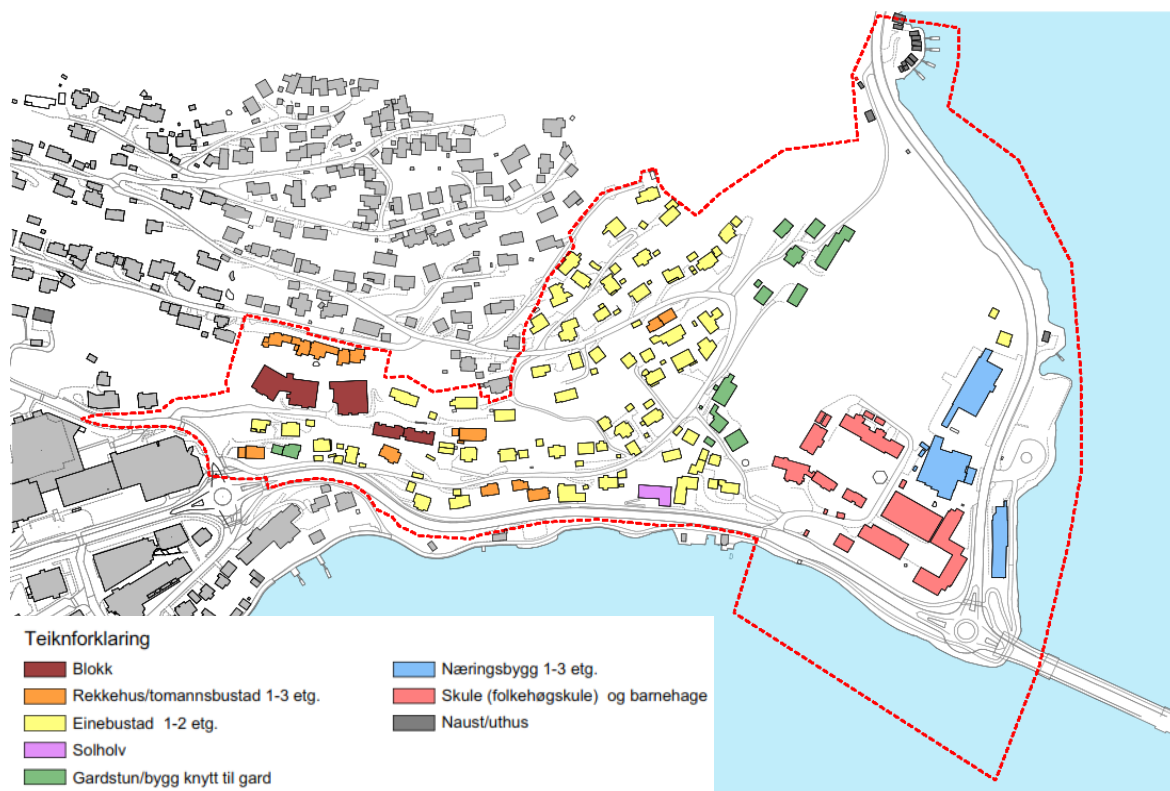 Teiknforklaring
Blokk
Rekkehus/tomannsbustad 1-3 etg.
Einebustad 1-2 etg.
Solholv
Gardstun/bygg knytt til gard
Næringsbygg 1-3 etg.
Skule (folkehøgskule) og barnehage
Naust/uthus